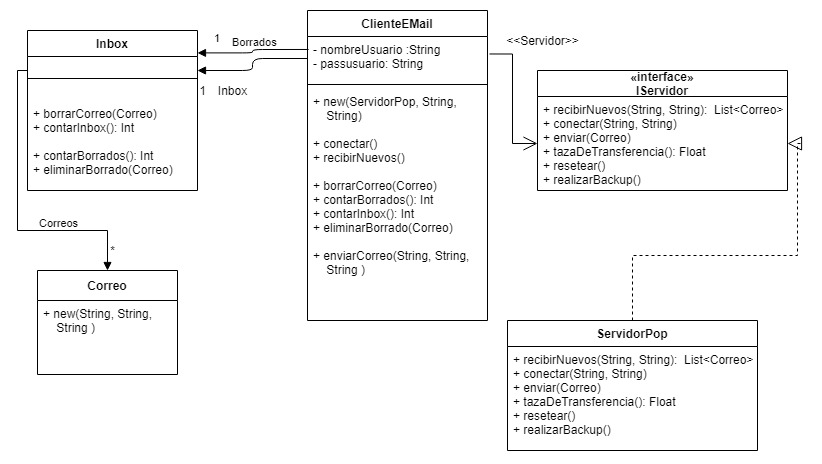 Inbox
+ borrarCorreo(Correo)
+ contarInbox(): Int
+ contarBorrados(): Int
+ eliminarBorrado(Correo)
1
Borrados
1
Inbox
Correos
*
Correo
+ new(String, String,
String )
ClienteEMail
- nombreUsuario :String
- passusuario: String
+ new(ServidorPop, String,
String)
+ conectar()
+ recibirNuevos()
+ borrarCorreo(Correo)
+ contarBorrados(): Int
+ contarInbox(): Int
+ eliminarBorrado(Correo)
+ enviarCorreo(String, String,
String )
<<Servidor>>
«interface»
IServidor
+ recibirNuevos(String, String):  List<Correo>
+ conectar(String, String)
+ enviar(Correo)
+ tazaDeTransferencia(): Float
+ resetear()
+ realizarBackup()
ServidorPop
+ recibirNuevos(String, String):  List<Correo>
+ conectar(String, String)
+ enviar(Correo)
+ tazaDeTransferencia(): Float
+ resetear()
+ realizarBackup()